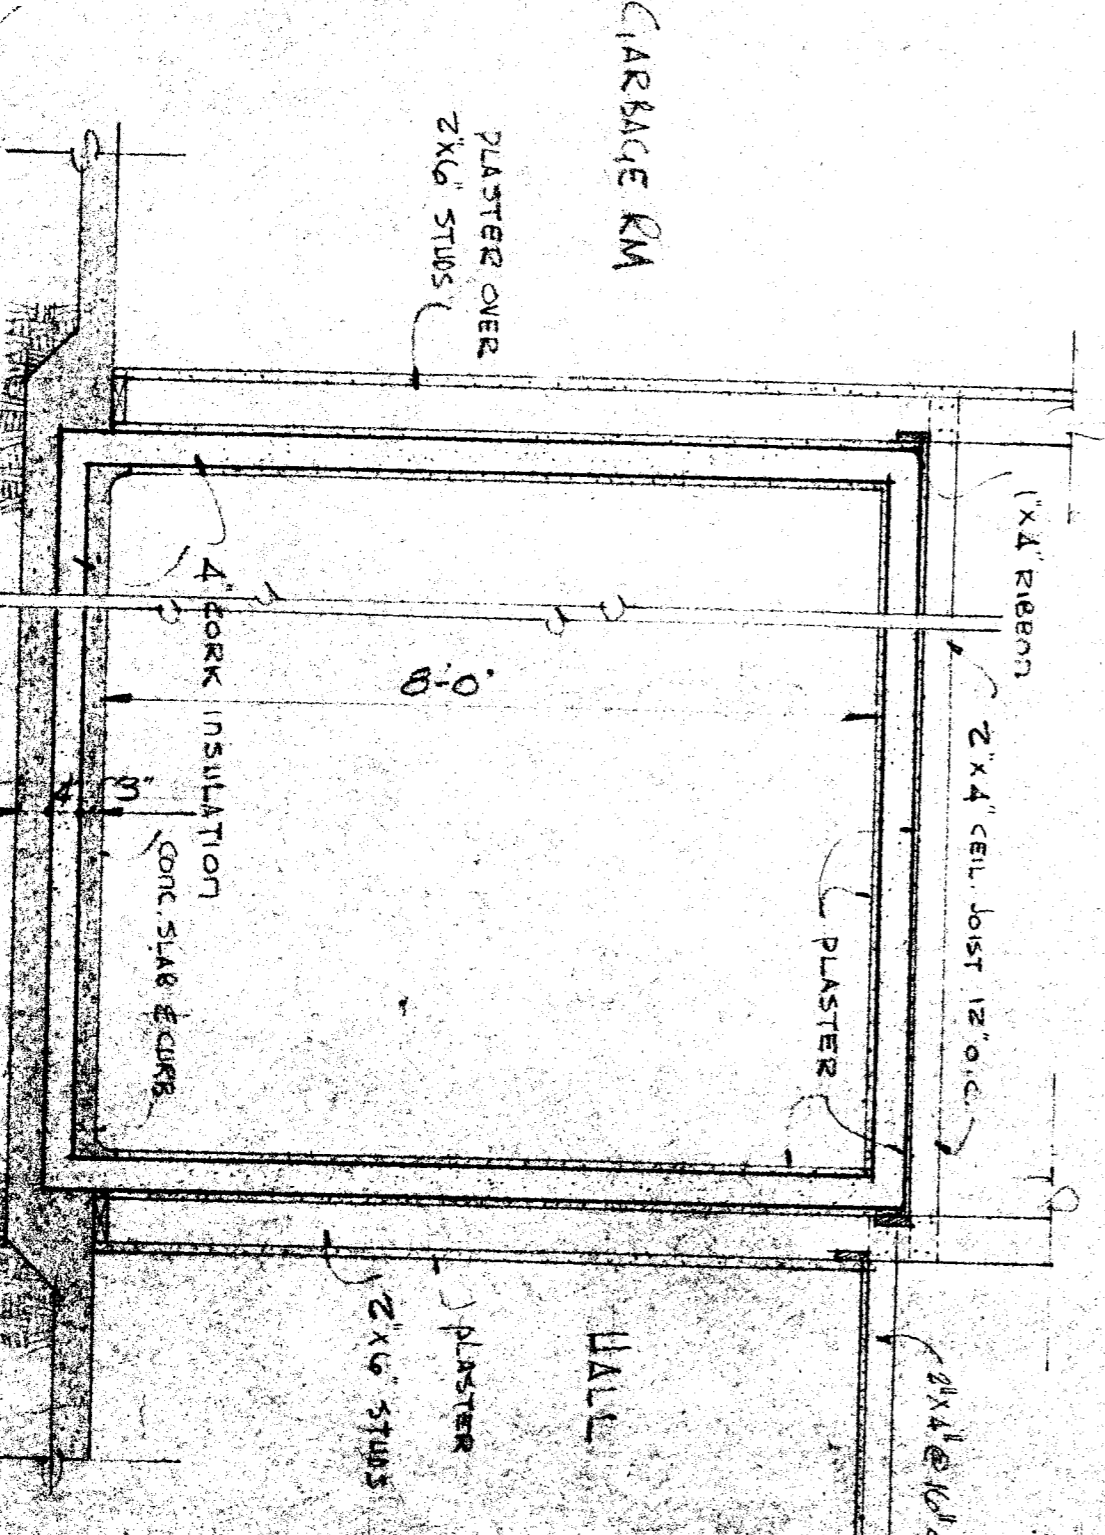 GARBAGE RM
PLASTER OVER
2"X6" STUDS
1"X4" RIBBON
2"X4" CEIL. JOIST 12" O.C.
4" CORK INSULATION
8'-0"
4" 3"
CONC. SLAB & CURB
PLASTER
HALL
PLASTER
2"X6" STUDS
2"X4" @ 16"